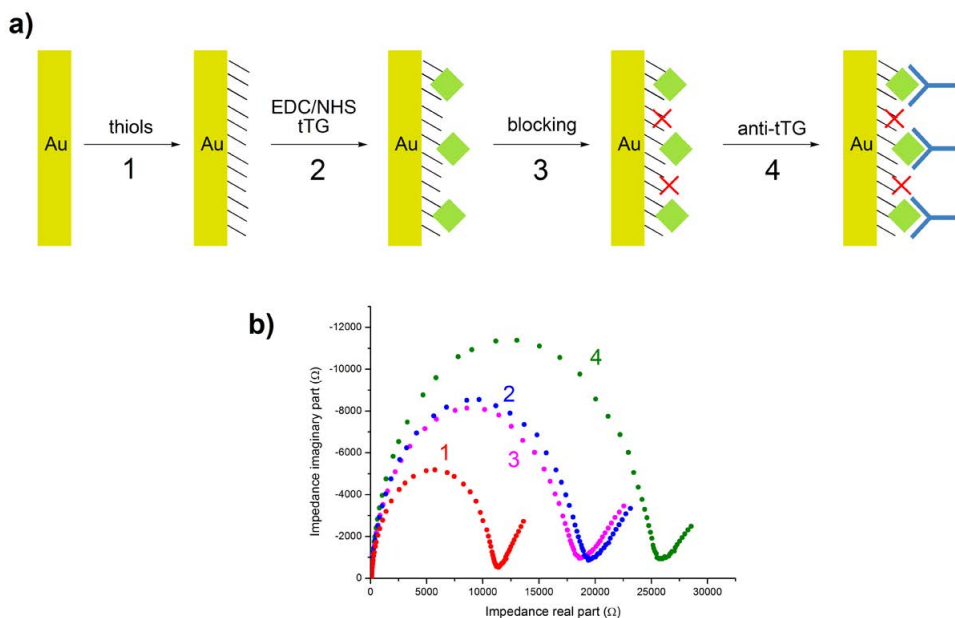 a)
Au
thiols
1
Au
EDC/NHS
tTG
2
Au
blocking
3
Au
anti-tTG
4
Au
b)
Impedance imaginary part (Ω)
-12000
-10000
-8000
-6000
-4000
-2000
0
1
2
3
4
0 5000 10000 15000 20000 25000 30000
Impedance real part (Ω)